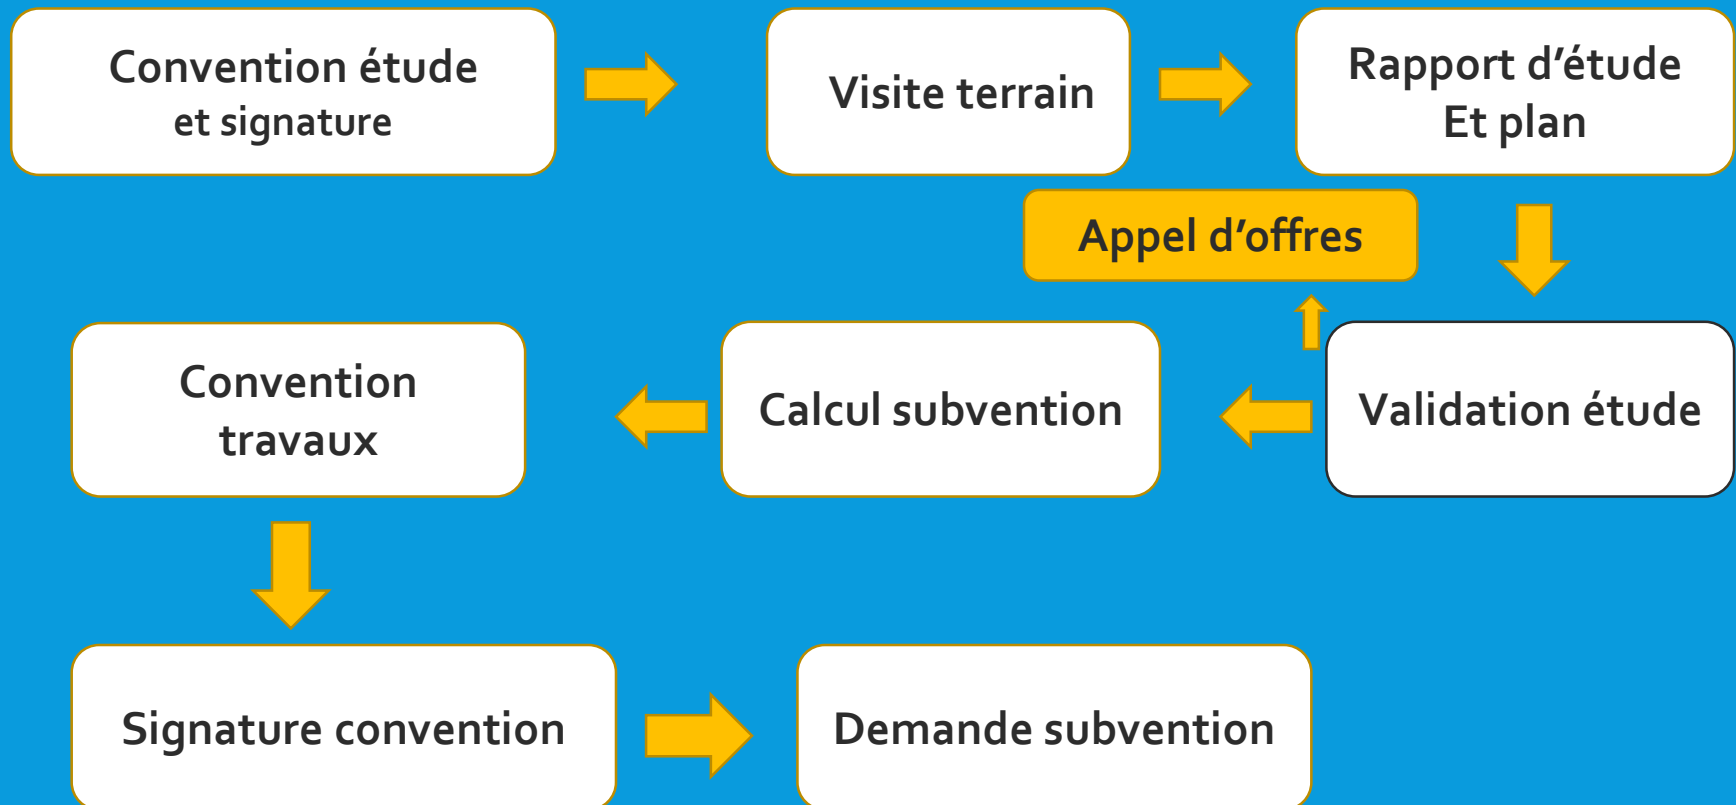 Convention étude
et signature
Visite terrain
Rapport d’étude
Et plan
Appel d’offres
Validation étude
Calcul subvention
Convention
travaux
Signature convention
Demande subvention